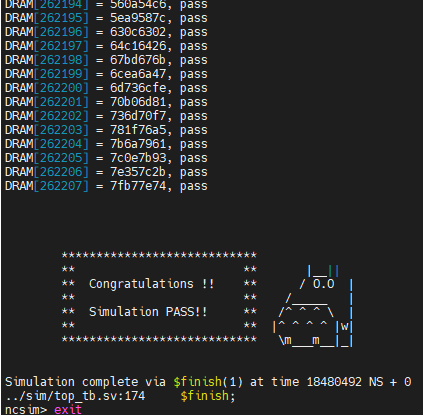 DRAM[262194] = 560a54c6, pass
DRAM[262195] = 5ea9587c, pass
DRAM[262196] = 630c6302, pass
DRAM[262197] = 64c16426, pass
DRAM[262198] = 67bd676b, pass
DRAM[262199] = 6cea6a47, pass
DRAM[262200] = 6d736cfe, pass
DRAM[262201] = 70b06d81, pass
DRAM[262202] = 736d70f7, pass
DRAM[262203] = 781f76a5, pass
DRAM[262204] = 7b6a7961, pass
DRAM[262205] = 7c0e7b93, pass
DRAM[262206] = 7e357c2b, pass
DRAM[262207] = 7fb77e74, pass
        ****************************
        **                        **       |__||
        **  Congratulations !!    **      / O.O  |
        **                        **    /_____   |
        **  Simulation PASS!!     **   /^ ^ ^ \  |
        **                        **  |^ ^ ^ ^ |w|
        ****************************   \m___m__|_|
Simulation complete via $finish(1) at time 18480492 NS + 0
../sim/top_tb.sv:174     $finish;
ncsim> exit